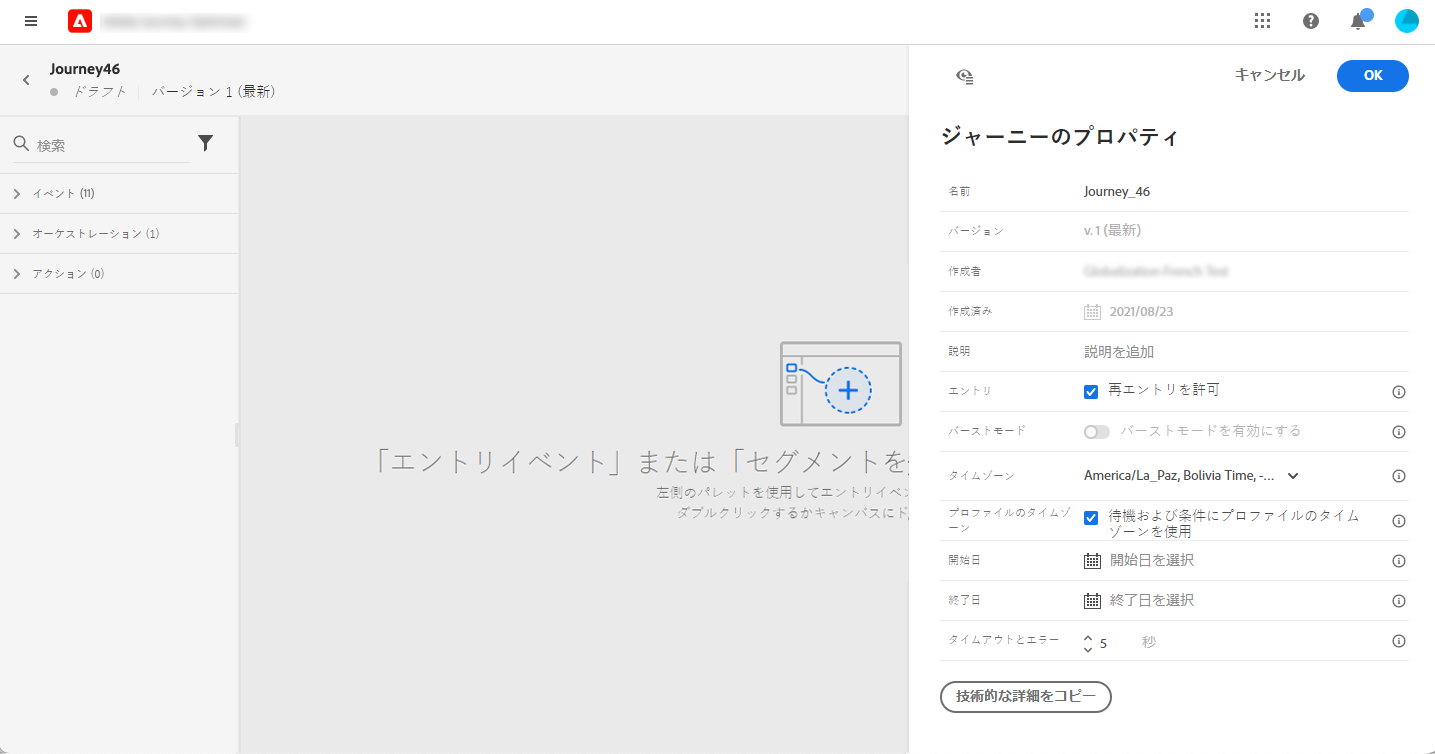 Journey46
ドラフト
バージョン 1 (最新)
検索
イベント (11)
オーケストレーション (1)
アクション (0)
「エントリイベント」または「セグメントを
左側のパレットを使用してエントリイベン
ダブルクリックするかキャンバスにド
キャンセル
OK
ジャーニーのプロパティ
名前
Journey_46
バージョン
v.1 (最新)
作成者
作成済み
2021/08/23
説明
説明を追加
エントリ
再エントリを許可
バーストモード
バーストモードを有効にする
タイムゾーン
America/La_Paz, Bolivia Time, -...
プロファイルのタイムゾ
ーン
待機および条件にプロファイルのタイム
ゾーンを使用
開始日
開始日を選択
終了日
終了日を選択
タイムアウトとエラー
5
秒
技術的な詳細をコピー